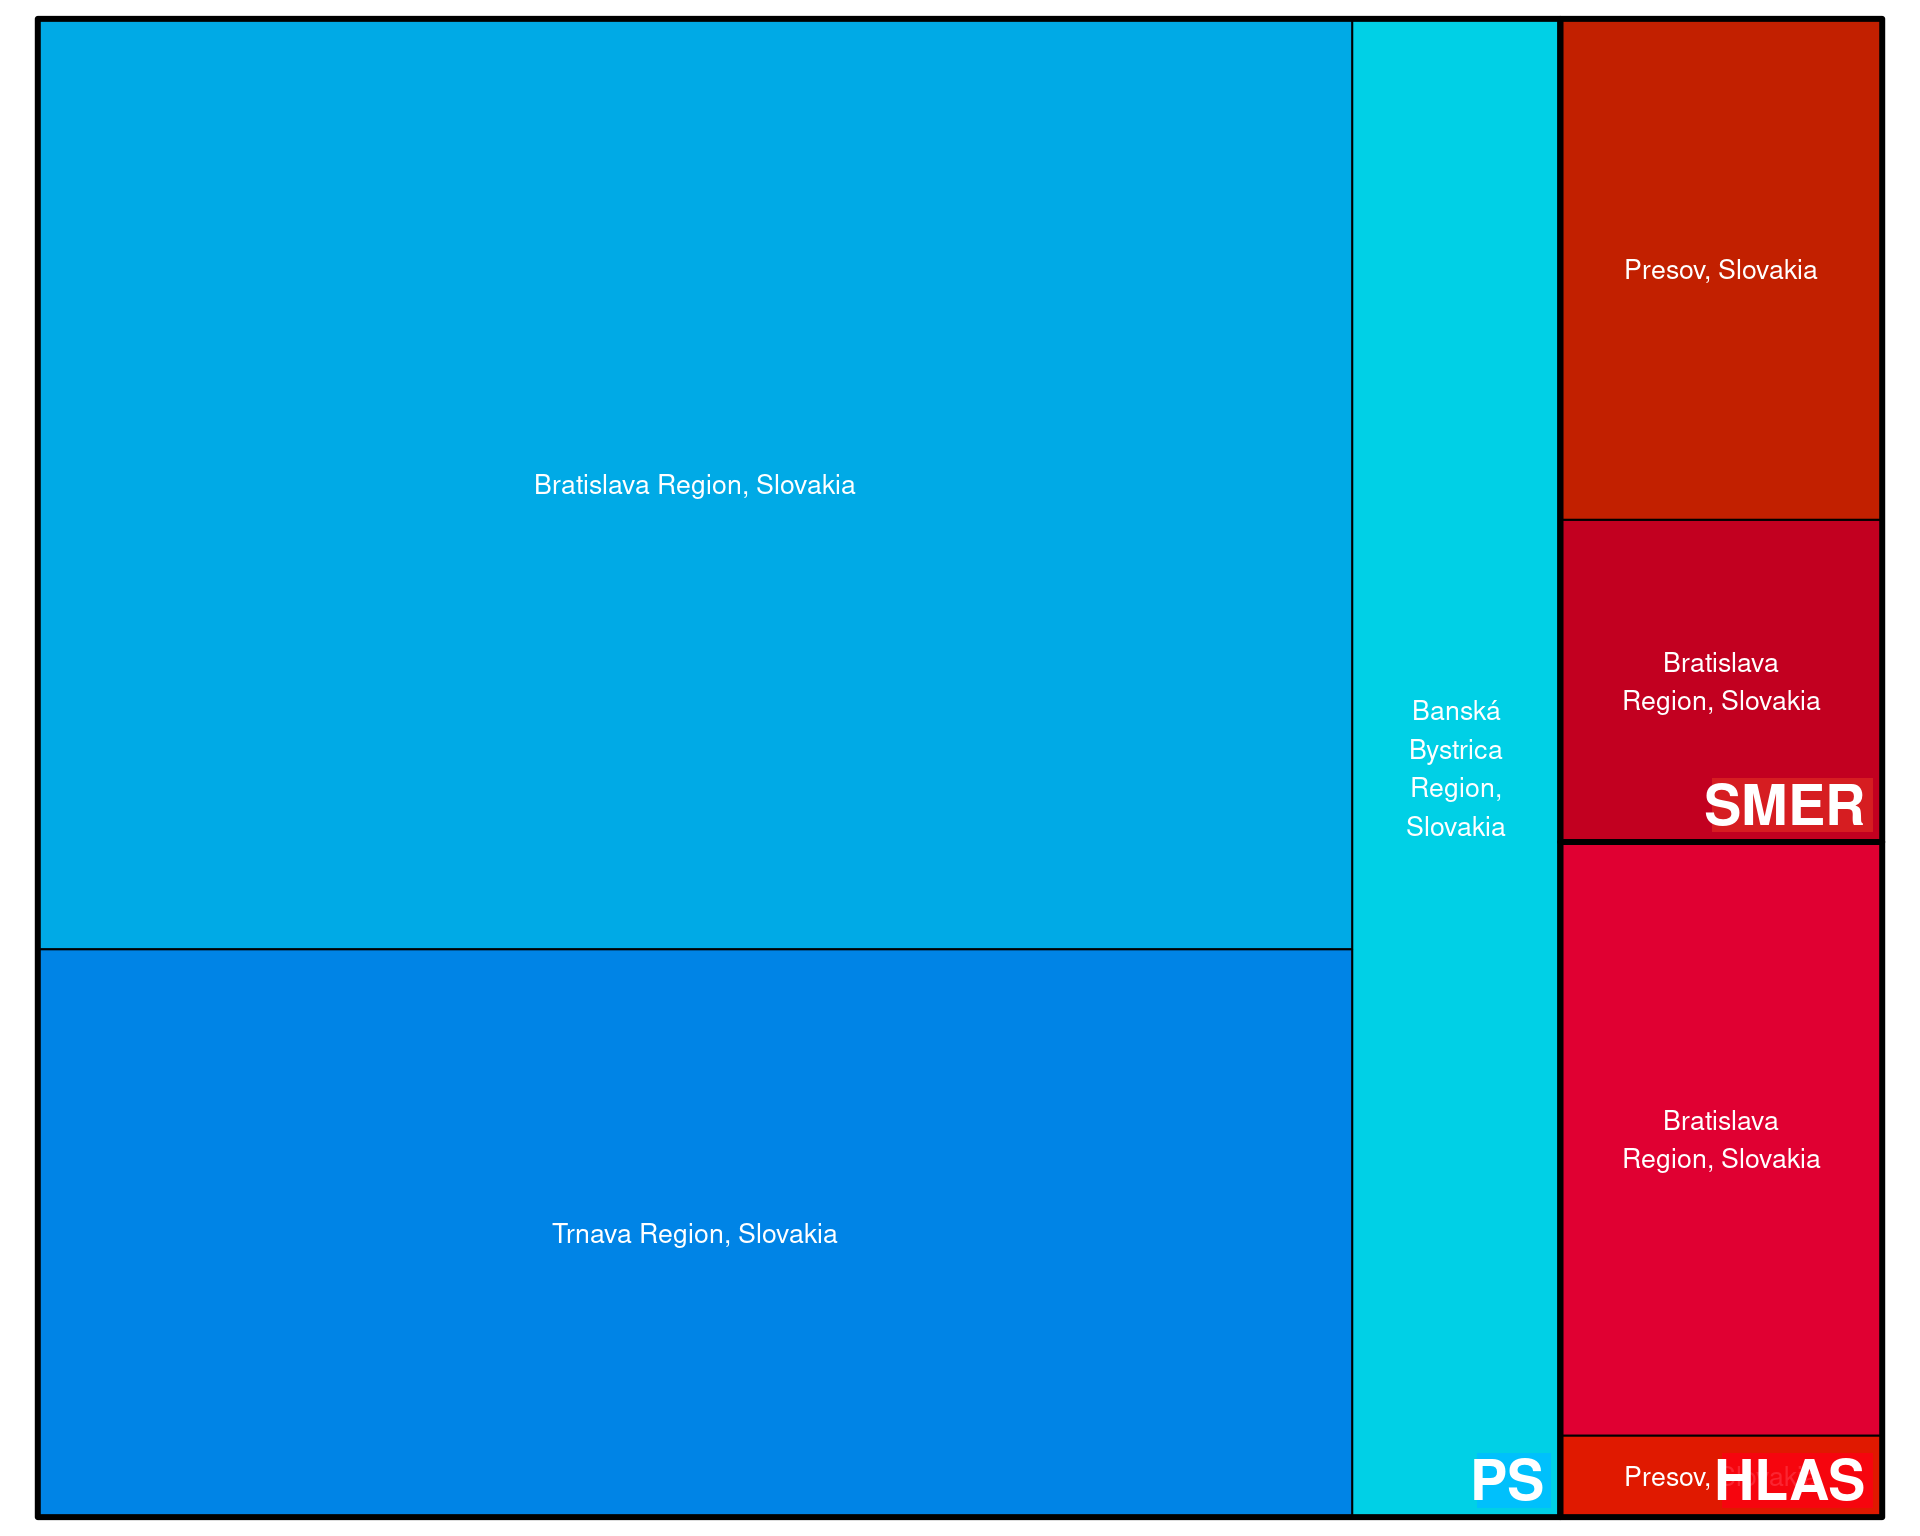 Bratislava Region, Slovakia
Trnava Region, Slovakia
Banská
Bystrica
Region,
Slovakia
PS
Presov, Slovakia
Bratislava
Region, Slovakia
SMER
Bratislava
Region, Slovakia
Presov,
HLAS